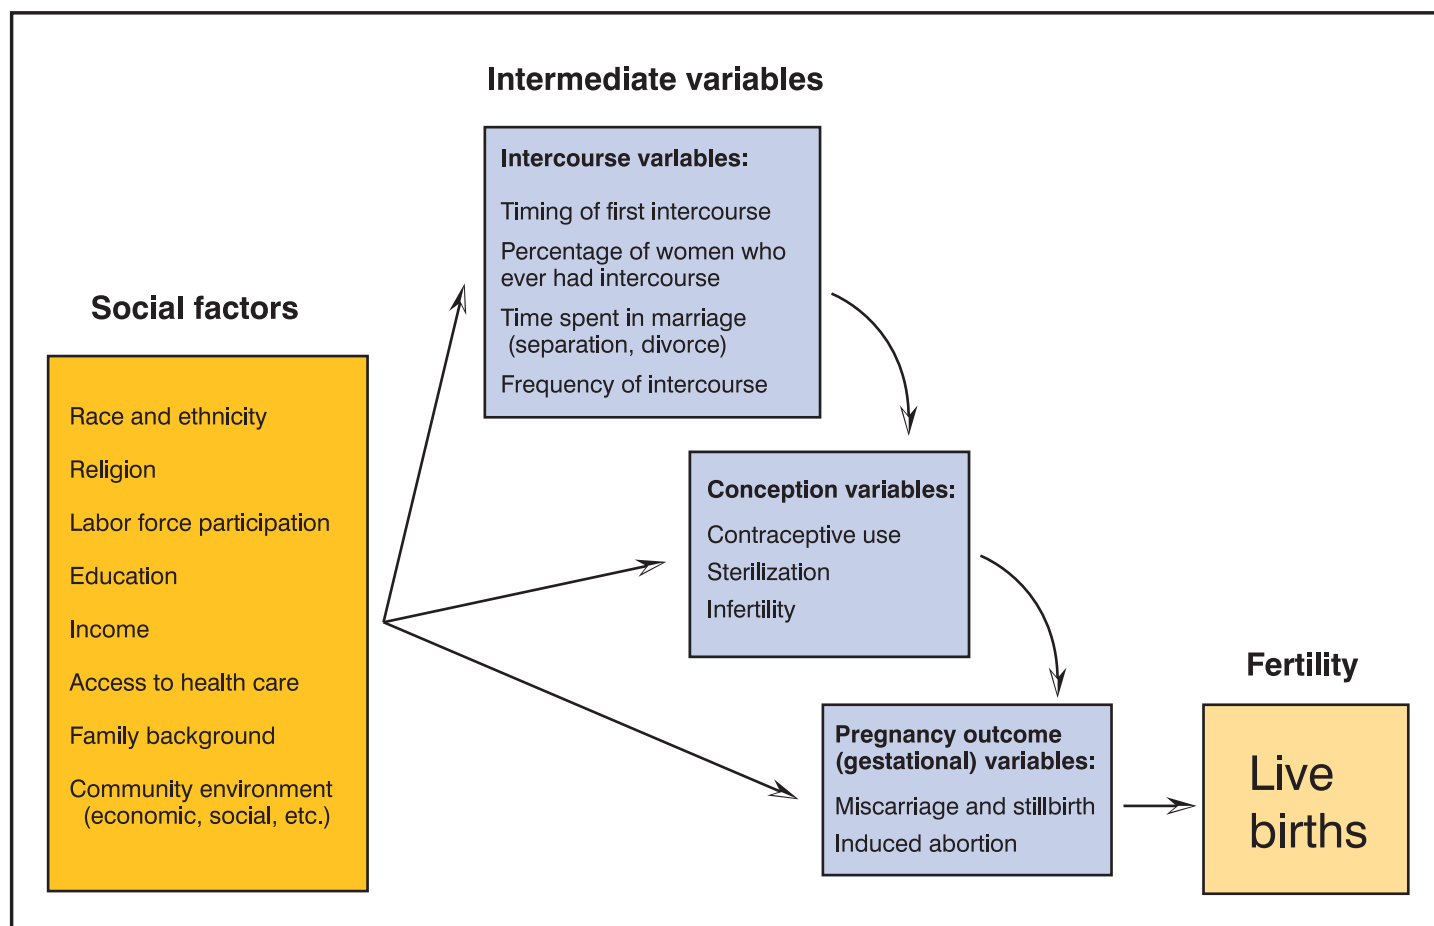 Intermediate variables
Intercourse variables:
Timing of first intercourse
Percentage of women who
ever had intercourse
Time spent in marriage
(separation, divorce)
Frequency of intercourse
Social factors
Race and ethnicity
Religion
Labor force participation
Education
Income
Access to health care
Family background
Community environment
(economic, social, etc.)
Conception variables:
Contraceptive use
Sterilization
Infertility
Pregnancy outcome
(gestational) variables:
Miscarriage and stillbirth
Induced abortion
Fertility
Live
births